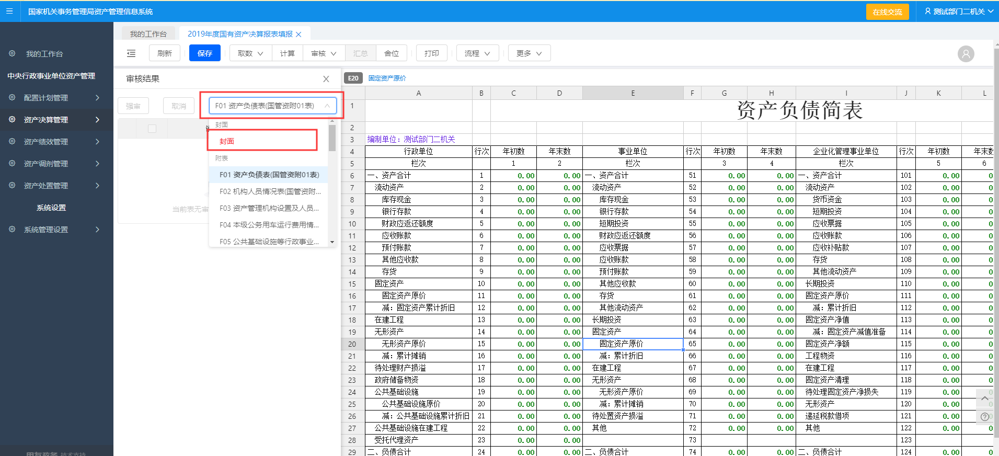 国家机关事务管理局资产管理信息系统
在线交流
测试部门二机关
我的工作台
2019年度国有资产决算报表填报
刷新 保存 取数 计算 审核 汇总 舍位 打印 流程 更多
我的工作台
中央行政事业单位资产管理
配置计划管理
资产决算管理
资产绩效管理
资产调剂管理
资产处置管理
系统设置
系统管理设置
技术支持
审核结果
强审 取消
F01 资产负债表(国管资附01表)
封面
封面
附表
F01 资产负债表(国管资附01表)
F02 机构人员情况表(国管资附...
F03 资产管理机构设置及人员...
F04 本级公务用车运行费用情...
F05 公共基础设施等行政事业...
当前表无审
E20 固定资产原价
A B C D E F G H I J K L
1 资产负债简表
2
3 编制单位：测试部门二机关
4 行政单位 行次 年初数 年末数 事业单位 行次 年初数 年末数 企业化管理事业单位 行次 年初数 年末数
5 栏次 1 2 栏次 3 4 栏次 5 6
6 一、资产合计 1 0.00 0.00 一、资产合计 51 0.00 0.00 一、资产合计 101 0.00 0
7 流动资产 2 0.00 0.00 流动资产 52 0.00 0.00 流动资产 102 0.00 0
8 库存现金 3 0.00 0.00 库存现金 53 0.00 0.00 货币资金 103 0.00 0
9 银行存款 4 0.00 0.00 银行存款 54 0.00 0.00 短期投资 104 0.00 0
10 财政应返还额度 5 0.00 0.00 短期投资 55 0.00 0.00 应收票据 105 0.00 0
11 应收账款 6 0.00 0.00 财政应返还额度 56 0.00 0.00 应收账款 106 0.00 0
12 预付账款 7 0.00 0.00 应收票据 57 0.00 0.00 应收补贴款 107 0.00 0
13 其他应收款 8 0.00 0.00 应收账款 58 0.00 0.00 存货 108 0.00 0
14 存货 9 0.00 0.00 预付账款 59 0.00 0.00 其他流动资产 109 0.00 0
15 固定资产 10 0.00 0.00 其他应收款 60 0.00 0.00 长期投资 110 0.00 0
16 固定资产原价 11 0.00 0.00 存货 61 0.00 0.00 固定资产原价 111 0.00 0
17 减：固定资产累计折旧 12 0.00 0.00 其他流动资产 62 0.00 0.00 减：累计折旧 112 0.00 0
18 在建工程 13 0.00 0.00 长期投资 63 0.00 0.00 固定资产净值 113 0.00 0
19 无形资产 14 0.00 0.00 固定资产 64 0.00 0.00 减：固定资产减值准备 114 0.00 0
20 无形资产原价 15 0.00 0.00 固定资产原价 65 0.00 0.00 固定资产净额 115 0.00 0
21 减：累计摊销 16 0.00 0.00 减：累计折旧 66 0.00 0.00 工程物资 116 0.00 0
22 待处理财产损溢 17 0.00 0.00 在建工程 67 0.00 0.00 在建工程 117 0.00 0
23 政府储备物资 18 0.00 0.00 无形资产 68 0.00 0.00 固定资产清理 118 0.00 0
24 公共基础设施 19 0.00 0.00 无形资产原价 69 0.00 0.00 待处理固定资产净损失 119 0.00 0
25 公共基础设施原价 20 0.00 0.00 减：累计摊销 70 0.00 0.00 无形资产 120 0.00 0
26 减：公共基础设施累计折旧 21 0.00 0.00 待处置资产损溢 71 0.00 0.00 递延税款借项 121 0.00 0
27 公共基础设施在建工程 22 0.00 0.00 其他 72 0.00 0.00 其他 122 0.00 0
28 受托代理资产 23 0.00 0.00 73 123
29 二、负债合计 24 0.00 0.00 二、负债合计 74 0.00 0.00 二、负债合计 124 0.00 0